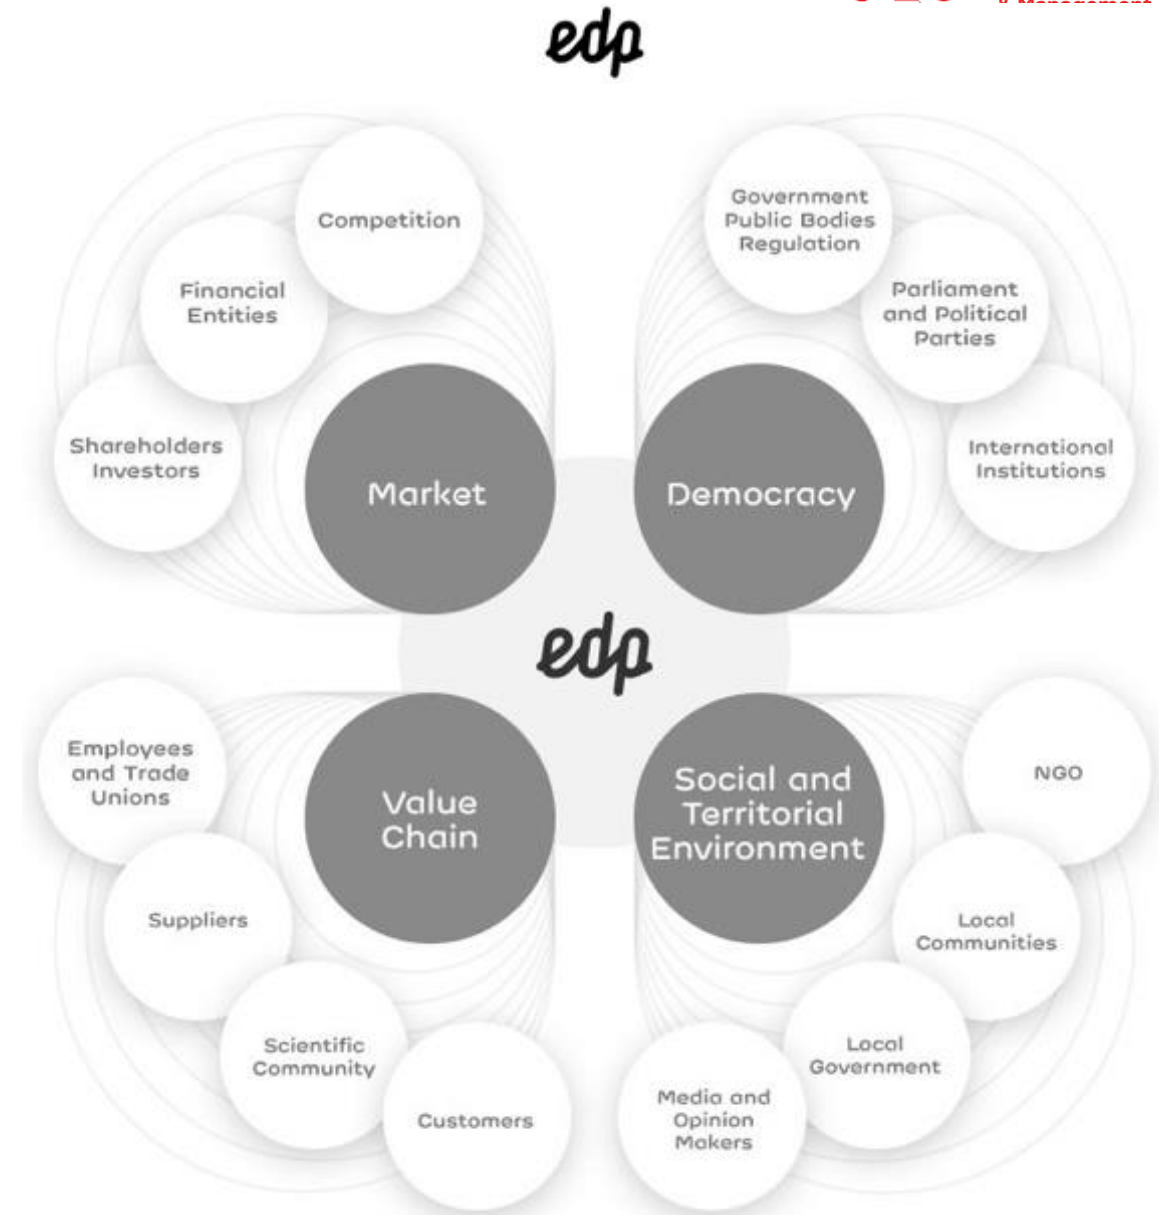 & Management
edp
Competition
Financial
Entities
Shareholders
Investors
Market
Government
Public Bodies
Regulation
Parliament
and Political
Parties
International
Institutions
Democracy
edp
Employees
and Trade
Unions
Suppliers
Scientific
Community
Customers
Value
Chain
Social and
Territorial
Environment
NGO
Local
Communities
Local
Government
Media and
Opinion
Makers